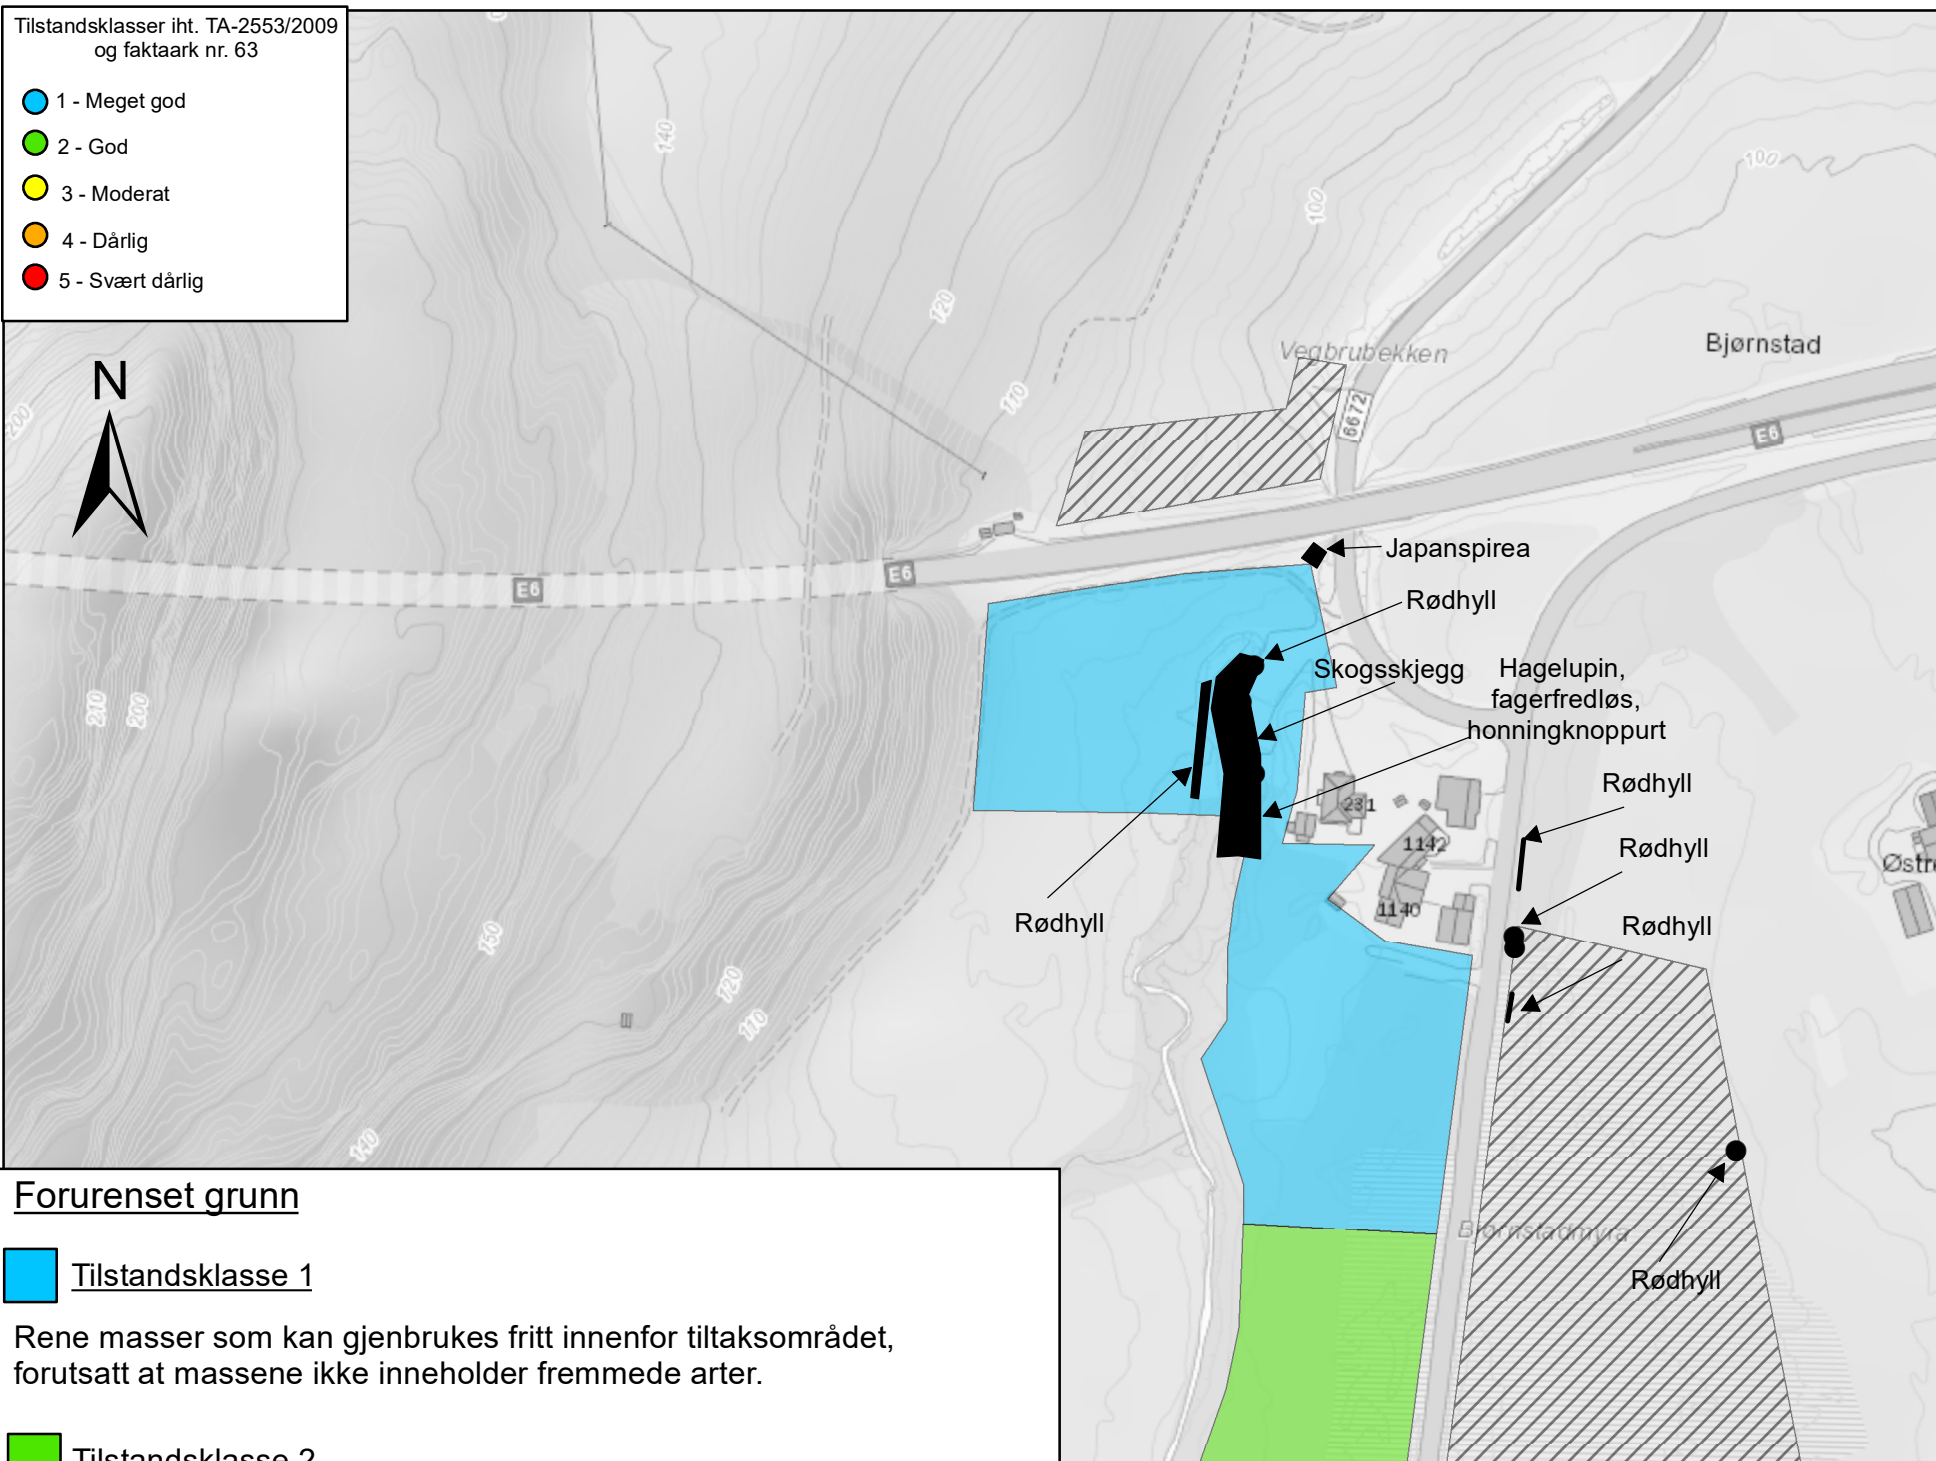 Tilstandsklasser iht. TA-2553/2009
og faktaark nr. 63
1 - Meget god
2 - God
3 - Moderat
4 - Dårlig
5 - Svært dårlig
N
140
100
100
120
110
200
Vegbrubekken
Bjørnstad
6672
E6
E6
E6
Japanspirea
Rødhyll
Skogsskjegg
Hagelupin,
fagerfredløs,
honningknoppurt
210
200
Rødhyll
231
1142
Rødhyll
1140
Rødhyll
Rødhyll
150
120
110
140
Bjørnstadmyra
Rødhyll
Forurenset grunn
Tilstandsklasse 1
Rene masser som kan gjenbrukes fritt innenfor tiltaksområdet,
forutsatt at massene ikke inneholder fremmede arter.
Tilstandsklasse 2